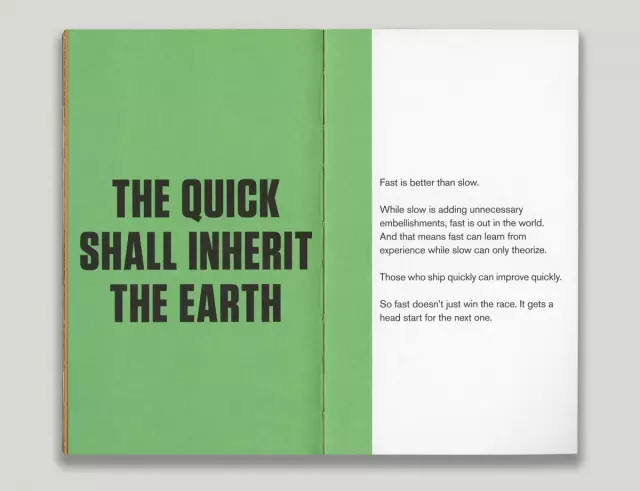 THE QUICK
SHALL INHERIT
THE EARTH
Fast is better than slow.
While slow is adding unnecessary
embellishments, fast is out in the world.
And that means fast can learn from
experience while slow can only theorize.
Those who ship quickly can improve quickly.
So fast doesn't just win the race. It gets a
head start for the next one.